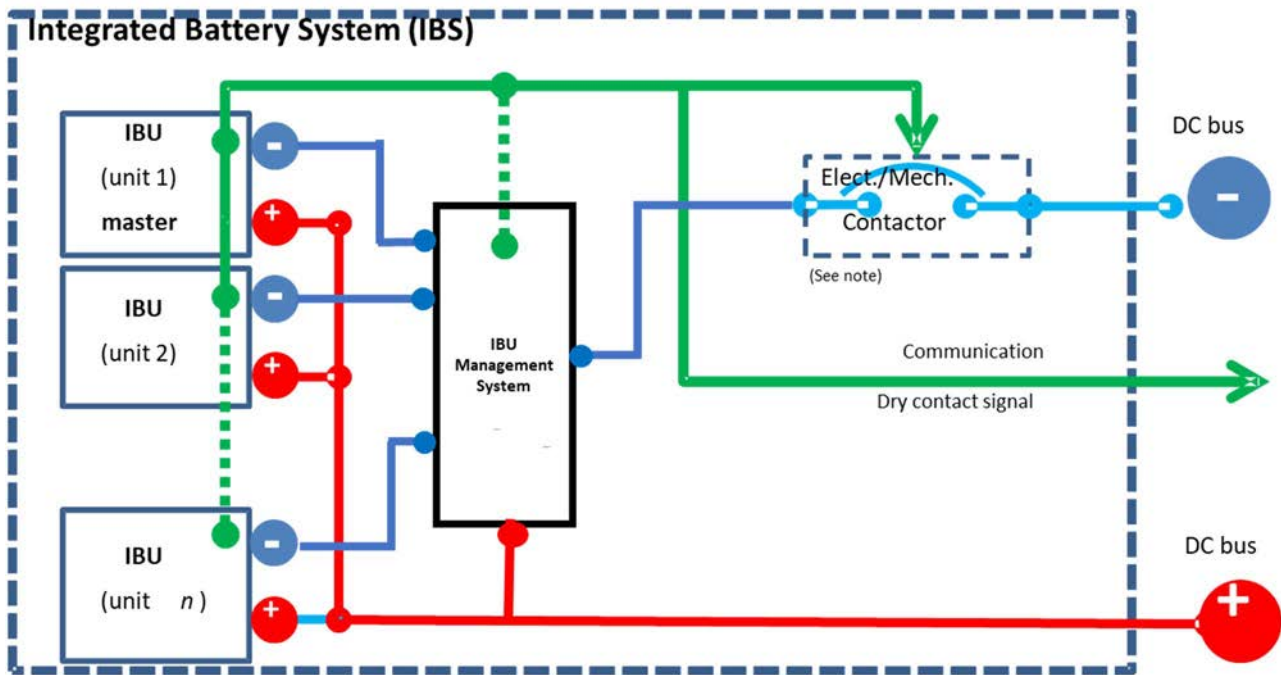 Integrated Battery System (IBS)
IBU
(unit 1)
master
-
+
IBU
(unit 2)
-
+
IBU
(unit n )
-
+
IBU
Management
System
Elect./Mech.
Contactor
(See note)
DC bus
-
Communication
Dry contact signal
DC bus
+